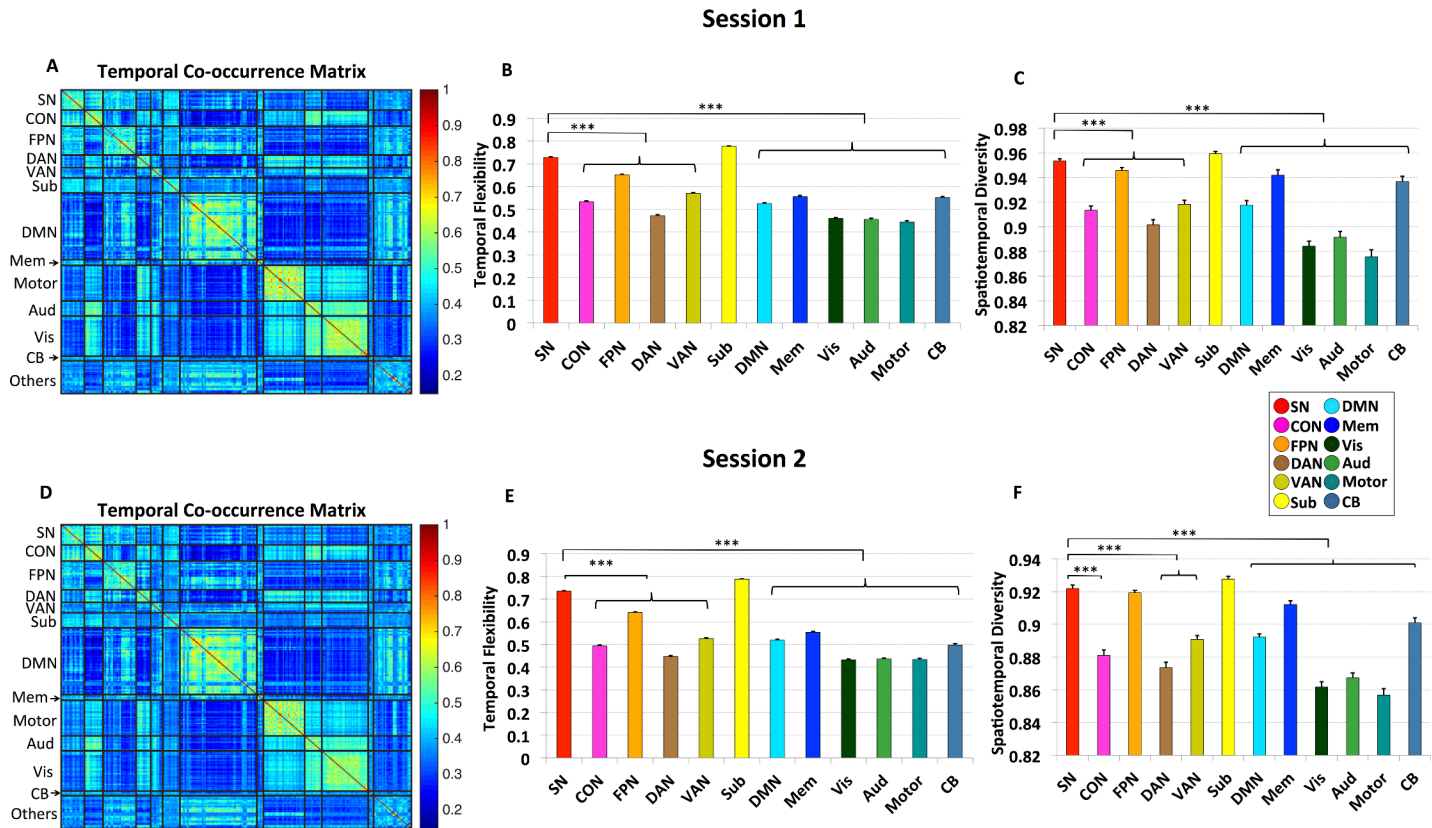 Session 1
A
Temporal Co-occurrence Matrix
SN
CON
FPN
DAN
VAN
Sub
DMN
Mem
Motor
Aud
Vis
CB
Others
1
0.9
0.8
0.7
0.6
0.5
0.4
0.3
0.2
B
***
***
Temporal Flexibility
0.9
0.8
0.7
0.6
0.5
0.4
0.3
0.2
0.1
0
SN CON FPN DAN VAN Sub DMN Mem Vis Aud Motor CB
C
***
***
Spatiotemporal Diversity
0.98
0.96
0.94
0.92
0.9
0.88
0.86
0.84
0.82
SN CON FPN DAN VAN Sub DMN Mem Vis Aud Motor CB
SN DMN
CON Mem
FPN Vis
DAN Aud
VAN Motor
Sub CB
Session 2
D
Temporal Co-occurrence Matrix
SN
CON
FPN
DAN
VAN
Sub
DMN
Mem
Motor
Aud
Vis
CB
Others
1
0.9
0.8
0.7
0.6
0.5
0.4
0.3
0.2
E
***
***
Temporal Flexibility
0.9
0.8
0.7
0.6
0.5
0.4
0.3
0.2
0.1
0
SN CON FPN DAN VAN Sub DMN Mem Vis Aud Motor CB
F
***
***
***
Spatiotemporal Diversity
0.94
0.92
0.9
0.88
0.86
0.84
0.82
SN CON FPN DAN VAN Sub DMN Mem Vis Aud Motor CB